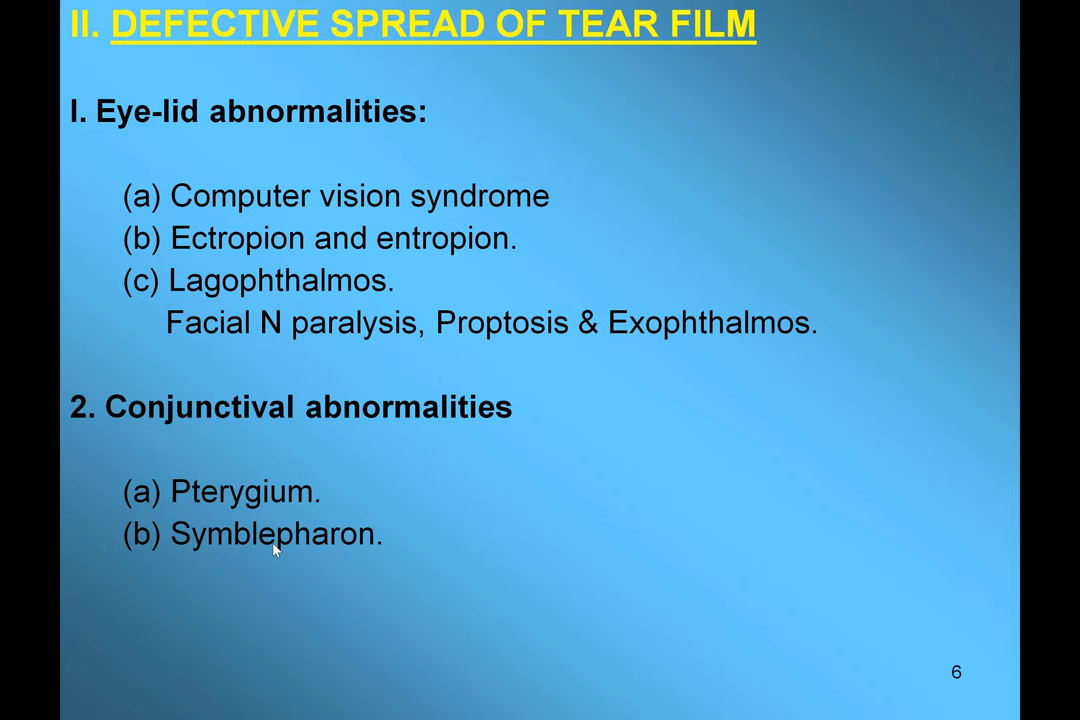 II. DEFECTIVE SPREAD OF TEAR FILM
I. Eye-lid abnormalities:
(a) Computer vision syndrome
(b) Ectropion and entropion.
(c) Lagophthalmos.
Facial N paralysis, Proptosis & Exophthalmos.
2. Conjunctival abnormalities
(a) Pterygium.
(b) Symblepharon.
6